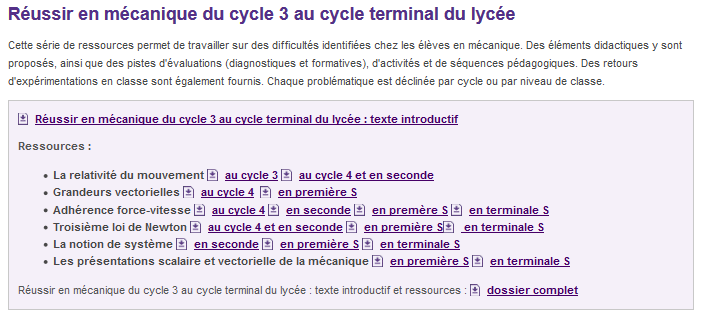 Réussir en mécanique du cycle 3 au cycle terminal du lycée
Cette série de ressources permet de travailler sur des difficultés identifiées chez les élèves en mécanique. Des éléments didactiques y sont
proposés, ainsi que des pistes d'évaluations (diagnostiques et formatives), d'activités et de séquences pédagogiques. Des retours
d'expérimentations en classe sont également fournis. Chaque problématique est déclinée par cycle ou par niveau de classe.
Réussir en mécanique du cycle 3 au cycle terminal du lycée : texte introductif
Ressources :
• La relativité du mouvement au cycle 3 au cycle 4 et en seconde
• Grandeurs vectorielles au cycle 4 en première S
• Adhérence force-vitesse au cycle 4 en seconde en premère S en terminale S
• Troisième loi de Newton au cycle 4 et en seconde en première S en terminale S
• La notion de système en seconde en première S en terminale S
• Les présentations scalaire et vectorielle de la mécanique en première S en terminale S
Réussir en mécanique du cycle 3 au cycle terminal du lycée : texte introductif et ressources : dossier complet